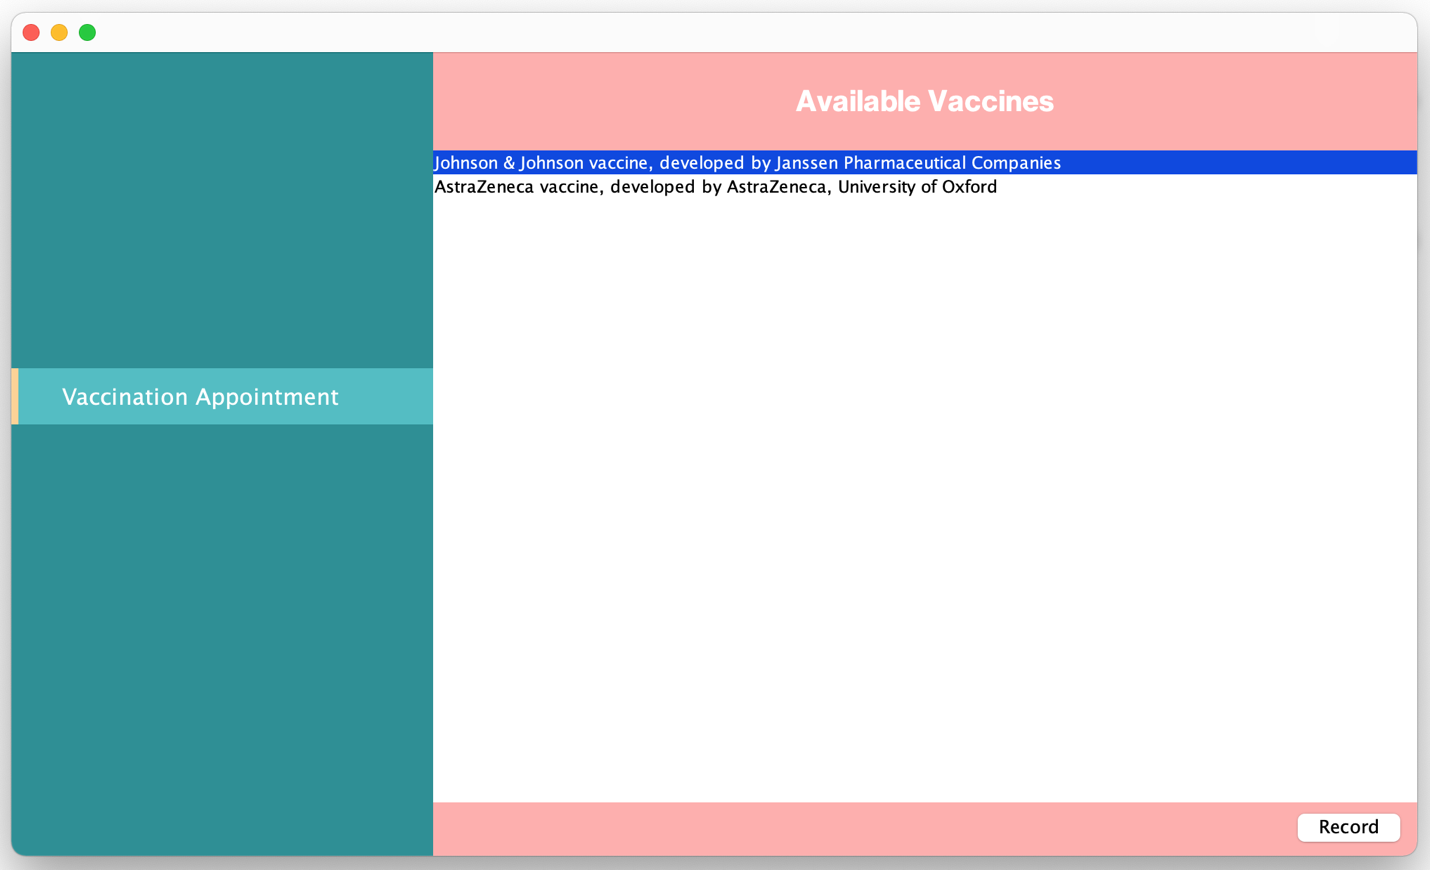 Available Vaccines
Johnson & Johnson vaccine, developed by Janssen Pharmaceutical Companies
AstraZeneca vaccine, developed by AstraZeneca, University of Oxford
Vaccination Appointment
Record